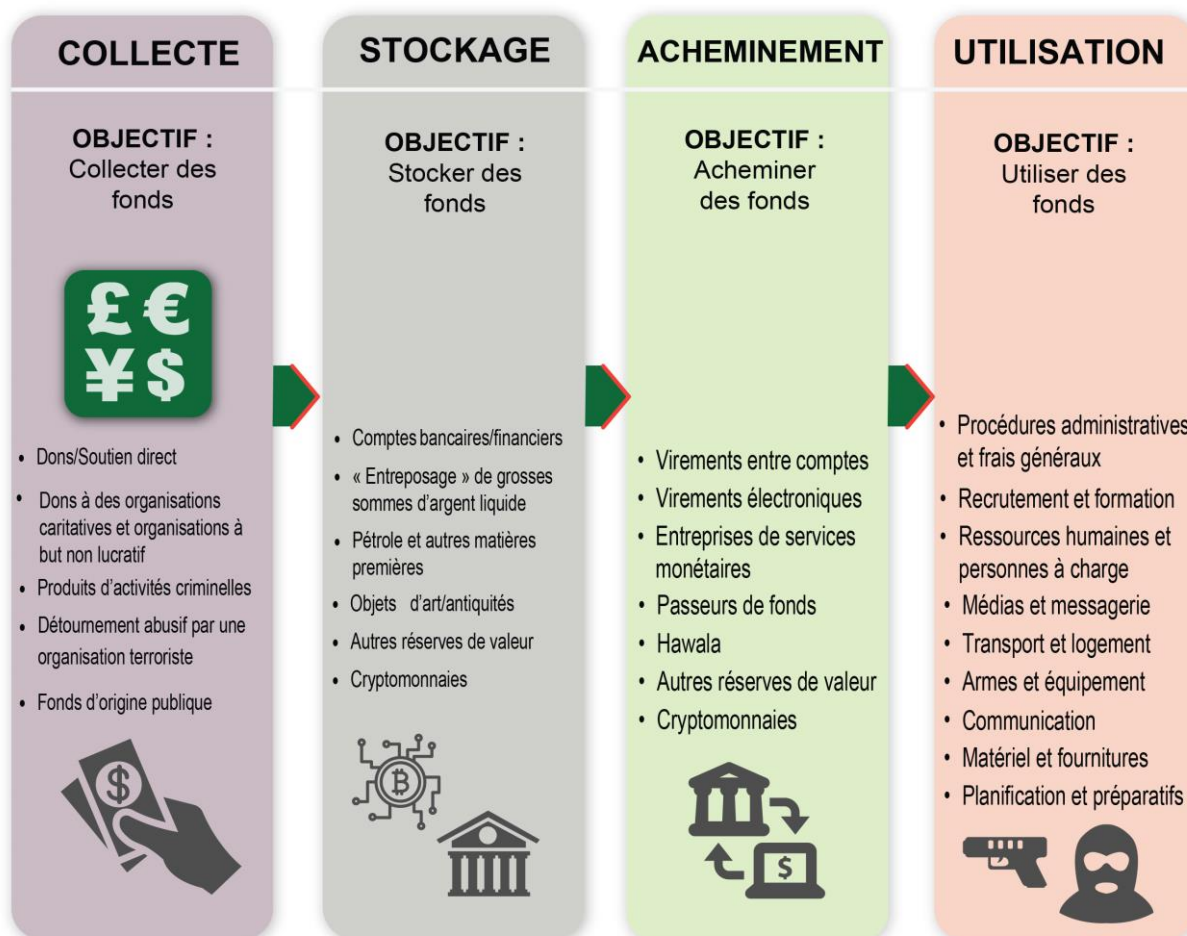 COLLECTE
OBJECTIF :
Collecter des
fonds
£ €
¥ $
• Dons/Soutien direct
• Dons à des organisations
caritatives et organisations à
but non lucratif
• Produits d’activités criminelles
• Détournement abusif par une
organisation terroriste
• Fonds d’origine publique
$
STOCKAGE
OBJECTIF :
Stocker des
fonds
• Comptes bancaires/financiers
• « Entreposage » de grosses
sommes d’argent liquide
• Pétrole et autres matières
premières
• Objets d’art/antiquités
• Autres réserves de valeur
• Cryptomonnaies
B
ACHEMINEMENT
OBJECTIF :
Acheminer
des fonds
• Virements entre comptes
• Virements électroniques
• Entreprises de services
monétaires
• Passeurs de fonds
• Hawala
• Autres réserves de valeur
• Cryptomonnaies
$
UTILISATION
OBJECTIF :
Utiliser des
fonds
• Procédures administratives
et frais généraux
• Recrutement et formation
• Ressources humaines et
personnes à charge
• Médias et messagerie
• Transport et logement
• Armes et équipement
• Communication
• Matériel et fournitures
• Planification et préparatifs